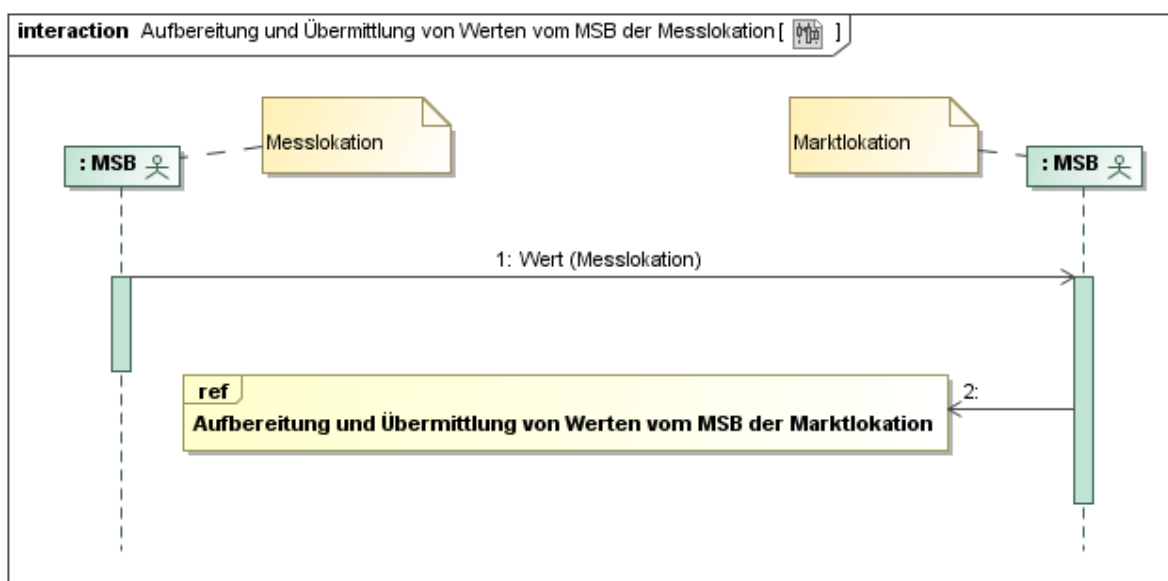 interaction Aufbereitung und Übermittlung von Werten vom MSB der Messlokation[ ]
Messlokation
Marktlokation
: MSB
: MSB
1: Wert (Messlokation)
ref
2:
Aufbereitung und Übermittlung von Werten vom MSB der Marktlokation